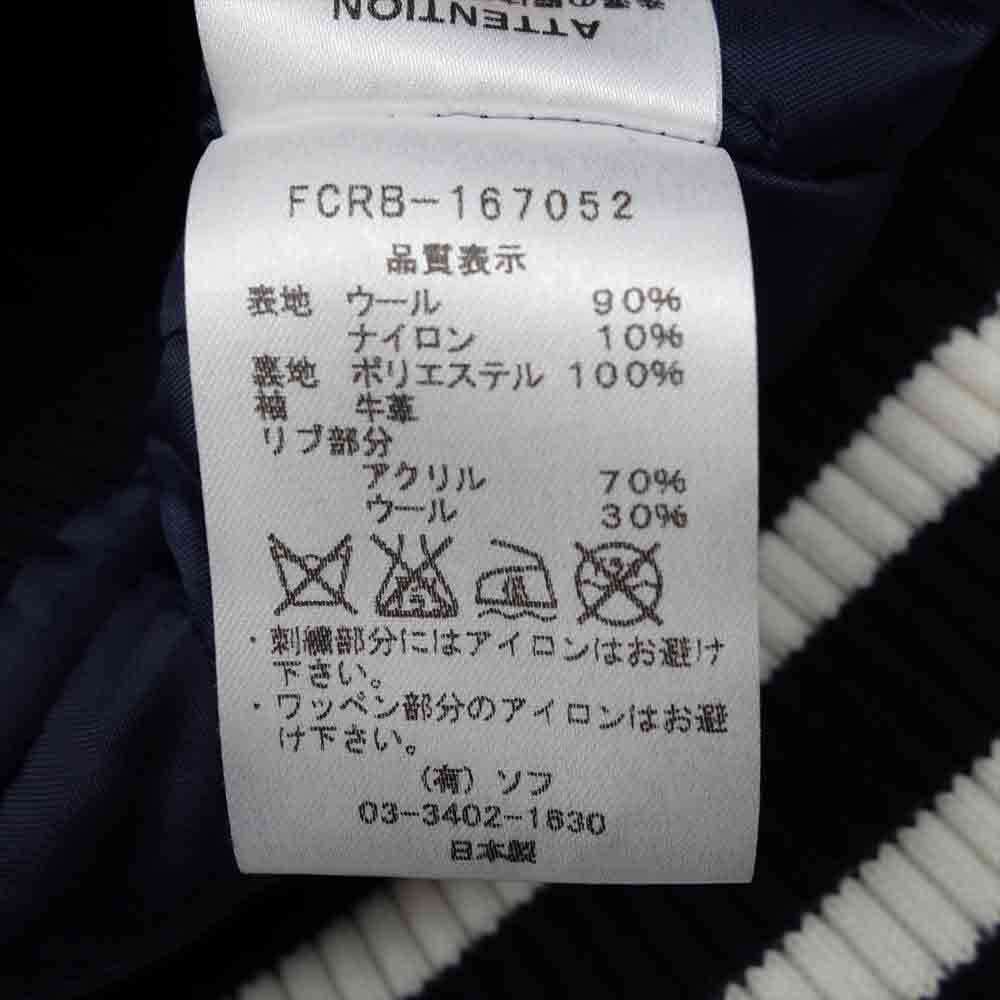 ATTENTION
FCRB-167052
品質表示
表地 ウール 90%
ナイロン 10%
裏地 ポリエステル 100%
袖 牛革
リブ部分
アクリル 70%
ウール 30%
・刺繍部分にはアイロンはお避け
下さい。
・ワッペン部分のアイロンはお避
け下さい。
(有) ソフ
03-3402-1830
日本製